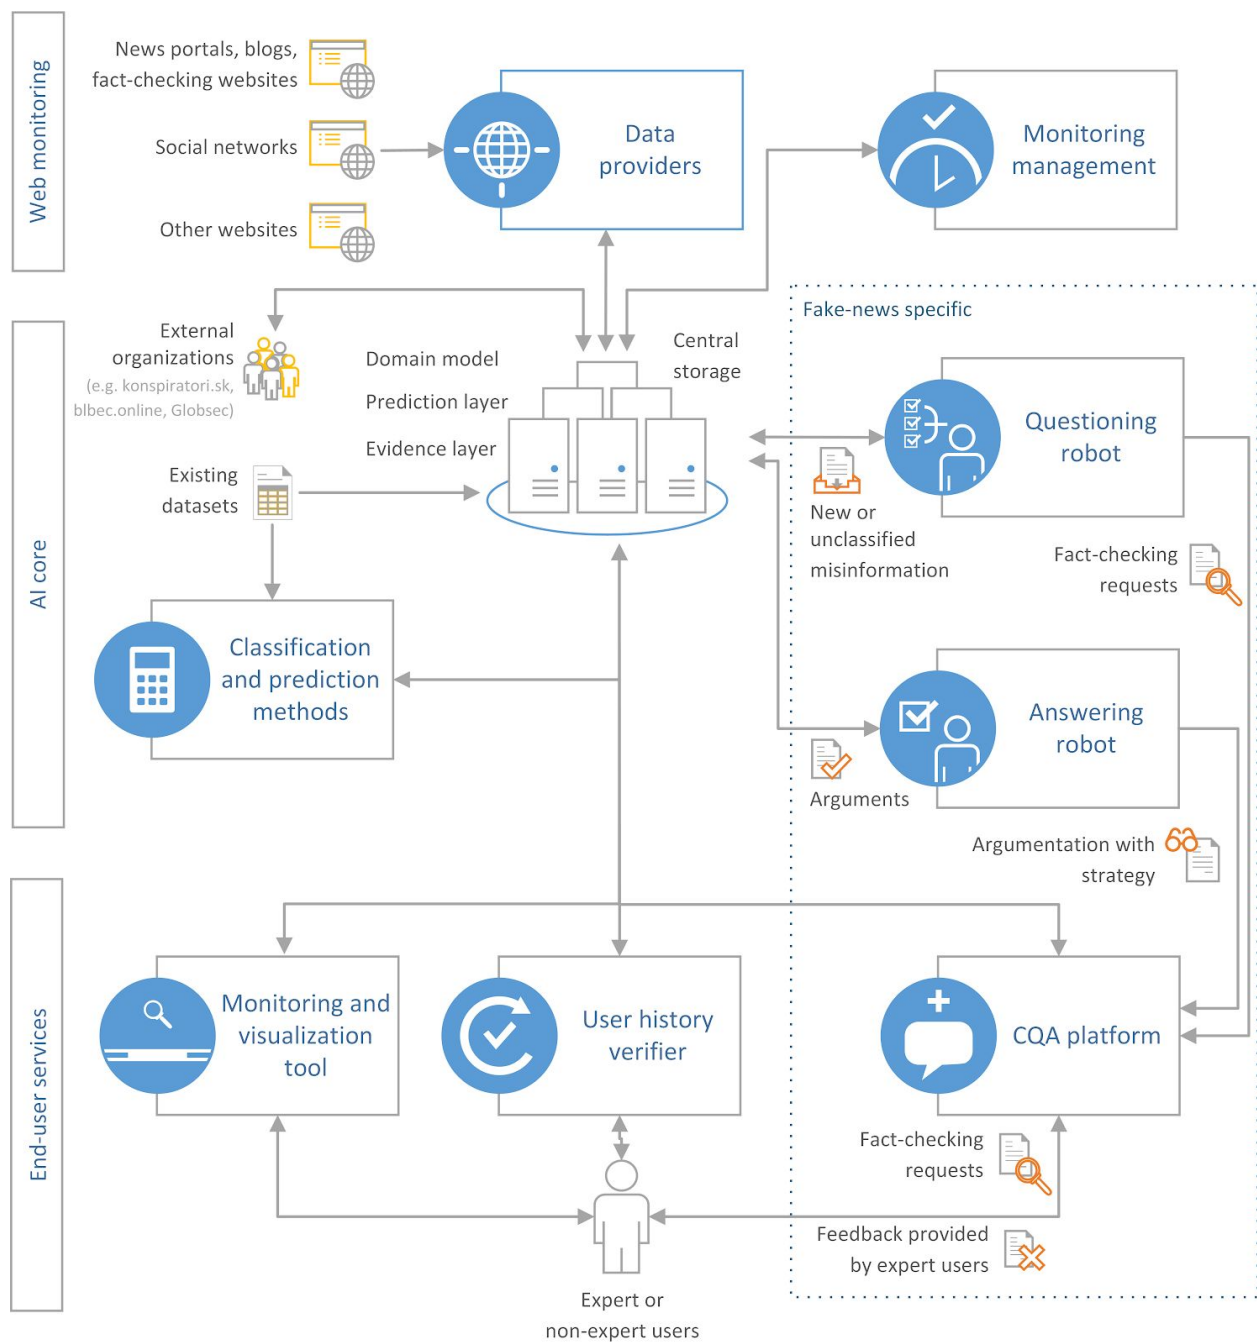 Web monitoring
News portals, blogs,
fact-checking websites
Social networks
Other websites
Data
providers
Monitoring
management
AI core
External
organizations
(e.g. konspiratori.sk,
blbec.online, Globsec)
Existing
datasets
Domain model
Prediction layer
Evidence layer
Central
storage
Classification
and prediction
methods
Fake-news specific
Questioning
robot
New or
unclassified
misinformation
Fact-checking
requests
Answering
robot
Arguments
Argumentation with
strategy
End-user services
Monitoring and
visualization
tool
User history
verifier
CQA platform
Fact-checking
requests
Feedback provided
by expert users
Expert or
non-expert users